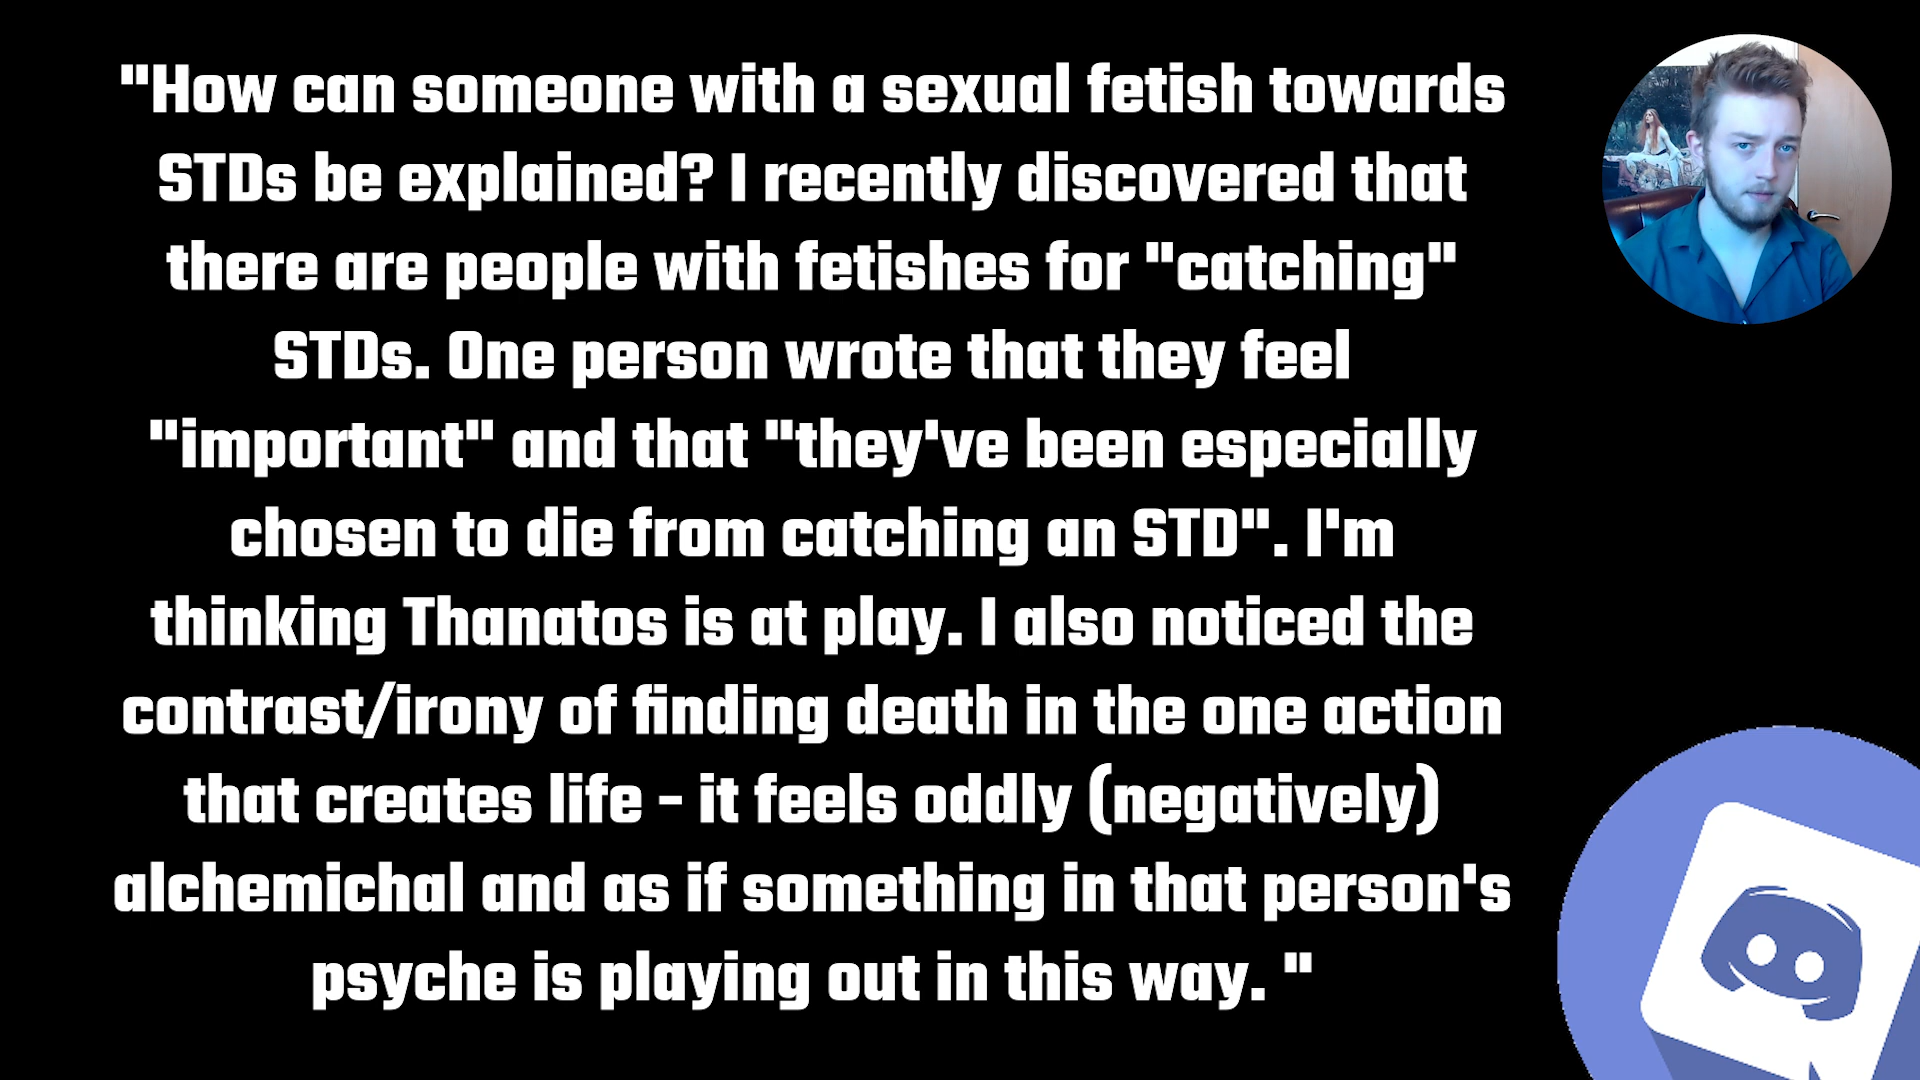 "How can someone with a sexual fetish towards
STDs be explained? I recently discovered that
there are people with fetishes for "catching"
STDs. One person wrote that they feel
"important" and that "they've been especially
chosen to die from catching an STD". I'm
thinking Thanatos is at play. I also noticed the
contrast/irony of finding death in the one action
that creates life - it feels oddly (negatively)
alchemichal and as if something in that person's
psyche is playing out in this way. "